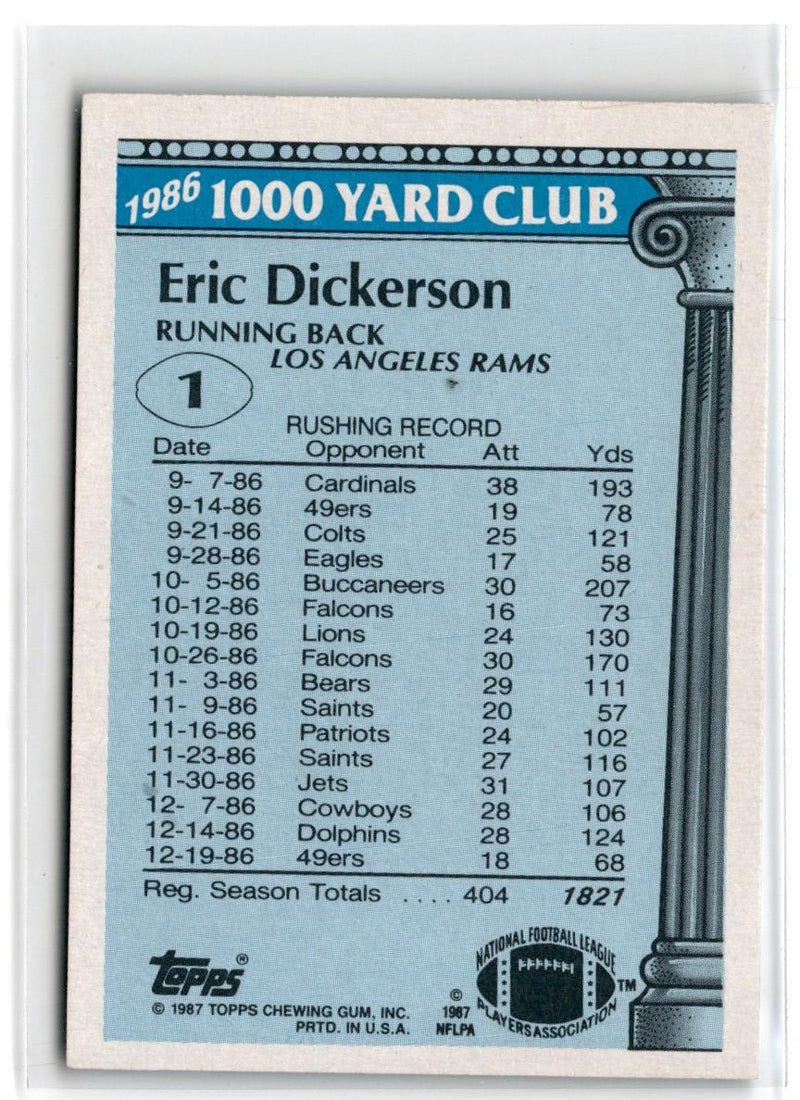 1986 1000 YARD CLUB
Eric Dickerson
RUNNING BACK
LOS ANGELES RAMS
1
RUSHING RECORD
Date Opponent Att Yds
9- 7-86 Cardinals 38 193
9-14-86 49ers 19 78
9-21-86 Colts 25 121
9-28-86 Eagles 17 58
10- 5-86 Buccaneers 30 207
10-12-86 Falcons 16 73
10-19-86 Lions 24 130
10-26-86 Falcons 30 170
11- 3-86 Bears 29 111
11- 9-86 Saints 20 57
11-16-86 Patriots 24 102
11-23-86 Saints 27 116
11-30-86 Jets 31 107
12- 7-86 Cowboys 28 106
12-14-86 Dolphins 28 124
12-19-86 49ers 18 68
Reg. Season Totals .... 404 1821
topps®
© 1987 TOPPS CHEWING GUM, INC.
PRTD. IN U.S.A.
©
1987
NFLPA
NATIONAL FOOTBALL LEAGUE
PLAYERS ASSOCIATION
TM